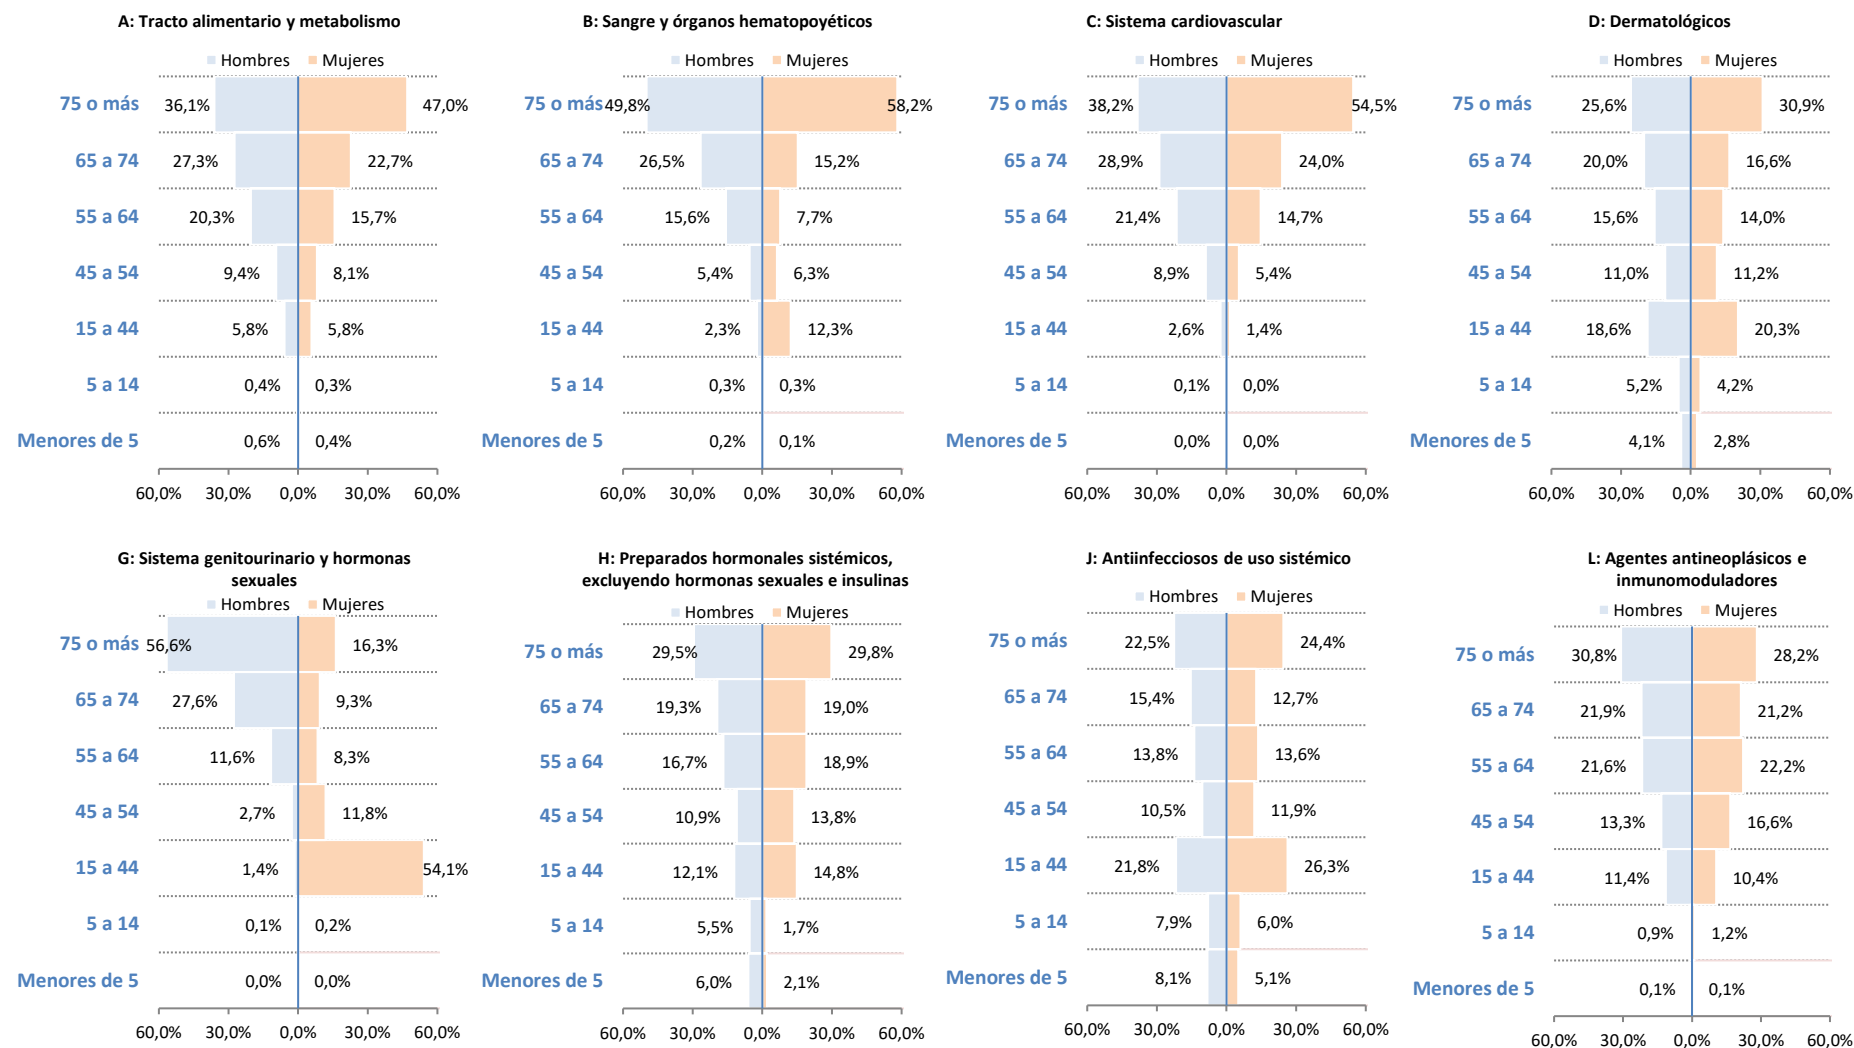 A: Tracto alimentario y metabolismo
Hombres Mujeres
75 o más 36,1% 47,0%
65 a 74 27,3% 22,7%
55 a 64 20,3% 15,7%
45 a 54 9,4% 8,1%
15 a 44 5,8% 5,8%
5 a 14 0,4% 0,3%
Menores de 5 0,6% 0,4%
60,0% 30,0% 0,0% 30,0% 60,0%
B: Sangre y órganos hematopoyéticos
Hombres Mujeres
75 o más 49,8% 58,2%
65 a 74 26,5% 15,2%
55 a 64 15,6% 7,7%
45 a 54 5,4% 6,3%
15 a 44 2,3% 12,3%
5 a 14 0,3% 0,3%
Menores de 5 0,2% 0,1%
60,0% 30,0% 0,0% 30,0% 60,0%
C: Sistema cardiovascular
Hombres Mujeres
75 o más 38,2% 54,5%
65 a 74 28,9% 24,0%
55 a 64 21,4% 14,7%
45 a 54 8,9% 5,4%
15 a 44 2,6% 1,4%
5 a 14 0,1% 0,0%
Menores de 5 0,0% 0,0%
60,0% 30,0% 0,0% 30,0% 60,0%
D: Dermatológicos
Hombres Mujeres
75 o más 25,6% 30,9%
65 a 74 20,0% 16,6%
55 a 64 15,6% 14,0%
45 a 54 11,0% 11,2%
15 a 44 18,6% 20,3%
5 a 14 5,2% 4,2%
Menores de 5 4,1% 2,8%
60,0% 30,0% 0,0% 30,0% 60,0%
G: Sistema genitourinario y hormonas
sexuales
Hombres Mujeres
75 o más 56,6% 16,3%
65 a 74 27,6% 9,3%
55 a 64 11,6% 8,3%
45 a 54 2,7% 11,8%
15 a 44 1,4% 54,1%
5 a 14 0,1% 0,2%
Menores de 5 0,0% 0,0%
60,0% 30,0% 0,0% 30,0% 60,0%
H: Preparados hormonales sistémicos,
excluyendo hormonas sexuales e insulinas
Hombres Mujeres
75 o más 29,5% 29,8%
65 a 74 19,3% 19,0%
55 a 64 16,7% 18,9%
45 a 54 10,9% 13,8%
15 a 44 12,1% 14,8%
5 a 14 5,5% 1,7%
Menores de 5 6,0% 2,1%
60,0% 30,0% 0,0% 30,0% 60,0%
J: Antiinfecciosos de uso sistémico
Hombres Mujeres
75 o más 22,5% 24,4%
65 a 74 15,4% 12,7%
55 a 64 13,8% 13,6%
45 a 54 10,5% 11,9%
15 a 44 21,8% 26,3%
5 a 14 7,9% 6,0%
Menores de 5 8,1% 5,1%
60,0% 30,0% 0,0% 30,0% 60,0%
L: Agentes antineoplásicos e
inmunomoduladores
Hombres Mujeres
75 o más 30,8% 28,2%
65 a 74 21,9% 21,2%
55 a 64 21,6% 22,2%
45 a 54 13,3% 16,6%
15 a 44 11,4% 10,4%
5 a 14 0,9% 1,2%
Menores de 5 0,1% 0,1%
60,0% 30,0% 0,0% 30,0% 60,0%